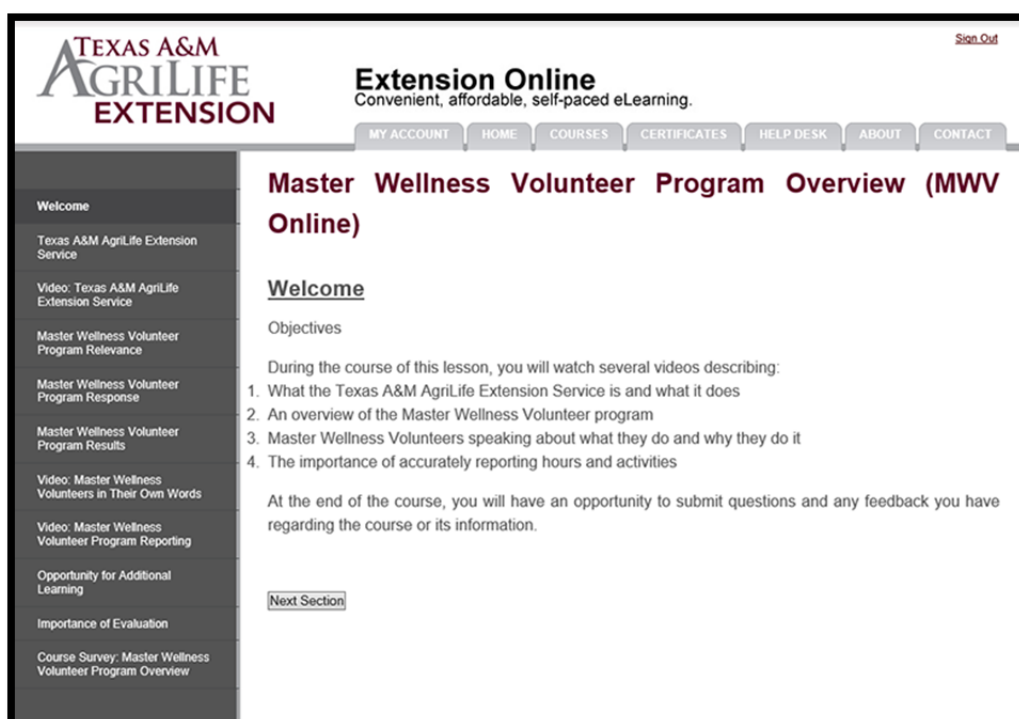 TEXAS A&M
AGRILIFE
EXTENSION
Sign Out
Extension Online
Convenient, affordable, self-paced eLearning.
MY ACCOUNT HOME COURSES CERTIFICATES HELP DESK ABOUT CONTACT
Welcome
Texas A&M AgriLife Extension
Service
Video: Texas A&M AgriLife
Extension Service
Master Wellness Volunteer
Program Relevance
Master Wellness Volunteer
Program Response
Master Wellness Volunteer
Program Results
Video: Master Wellness
Volunteers in Their Own Words
Video: Master Wellness
Volunteer Program Reporting
Opportunity for Additional
Learning
Importance of Evaluation
Course Survey: Master Wellness
Volunteer Program Overview
Master Wellness Volunteer Program Overview (MWV
Online)
Welcome
Objectives
During the course of this lesson, you will watch several videos describing:
1. What the Texas A&M AgriLife Extension Service is and what it does
2. An overview of the Master Wellness Volunteer program
3. Master Wellness Volunteers speaking about what they do and why they do it
4. The importance of accurately reporting hours and activities
At the end of the course, you will have an opportunity to submit questions and any feedback you have
regarding the course or its information.
Next Section